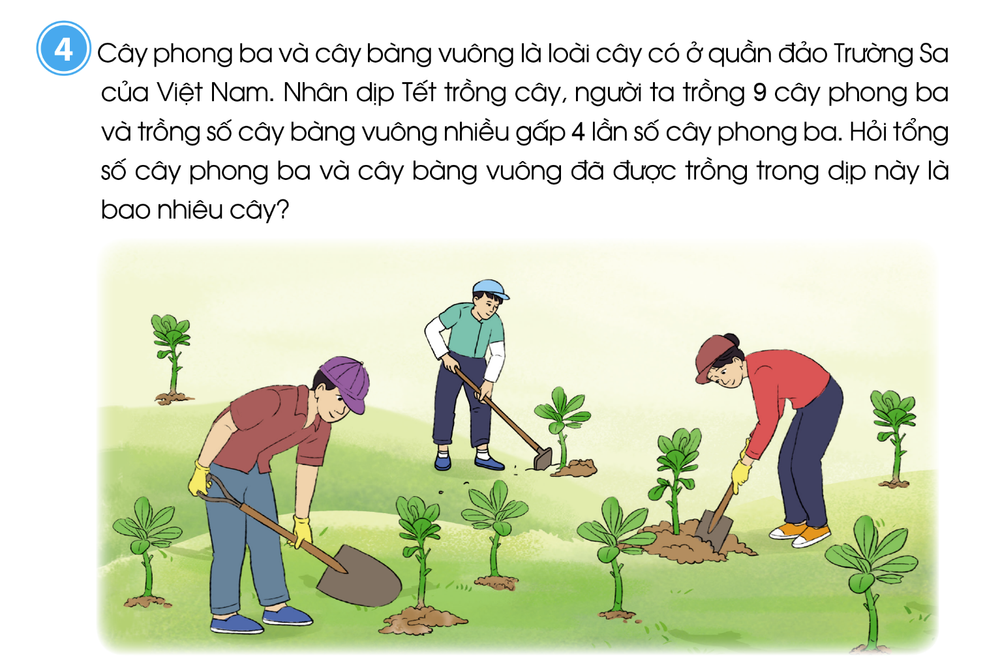 4 Cây phong ba và cây bàng vuông là loài cây có ở quần đảo Trường Sa
của Việt Nam. Nhân dịp Tết trồng cây, người ta trồng 9 cây phong ba
và trồng số cây bàng vuông nhiều gấp 4 lần số cây phong ba. Hỏi tổng
số cây phong ba và cây bàng vuông đã được trồng trong dịp này là
bao nhiêu cây?